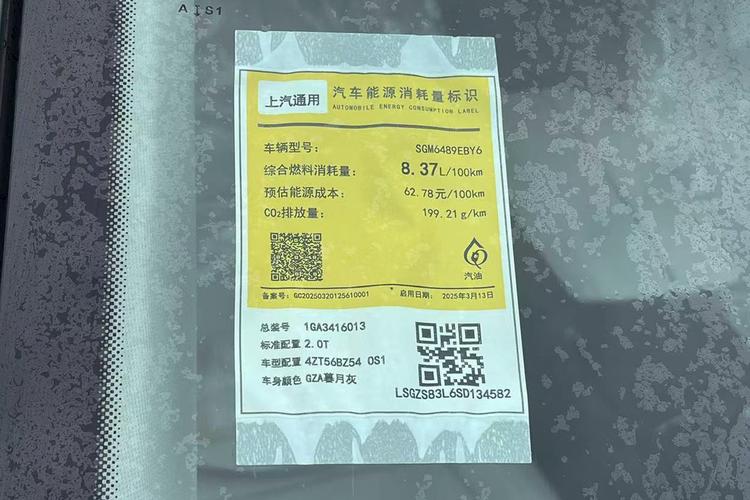 AS1
上汽通用
汽车能源消耗量标识
AUTOMOBILE ENERGY CONSUMPTION LABEL
车辆型号: SGM6489EBY6
综合燃料消耗量: 8.37L/100km
预估能源成本: 62.78元/100km
CO₂排放量: 199.21g/km
汽油
备案号: GC20250320125610001 启用日期: 2025年3月13日
总装号 1GA3416013
标准配置 2.0T
车型配置 4ZT56BZ54 0S1
车身颜色 GZA暮月灰
LSGZS83L6SD134582